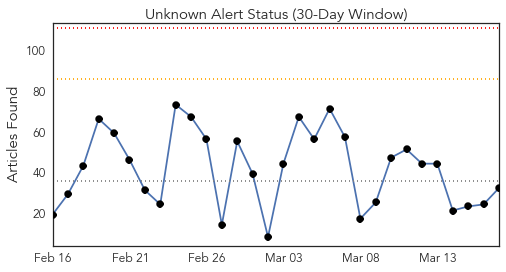 Unknown Alert Status (30-Day Window)
Articles Found
100
80
60
40
20
Feb 16 Feb 21 Feb 26 Mar 03 Mar 08 Mar 13